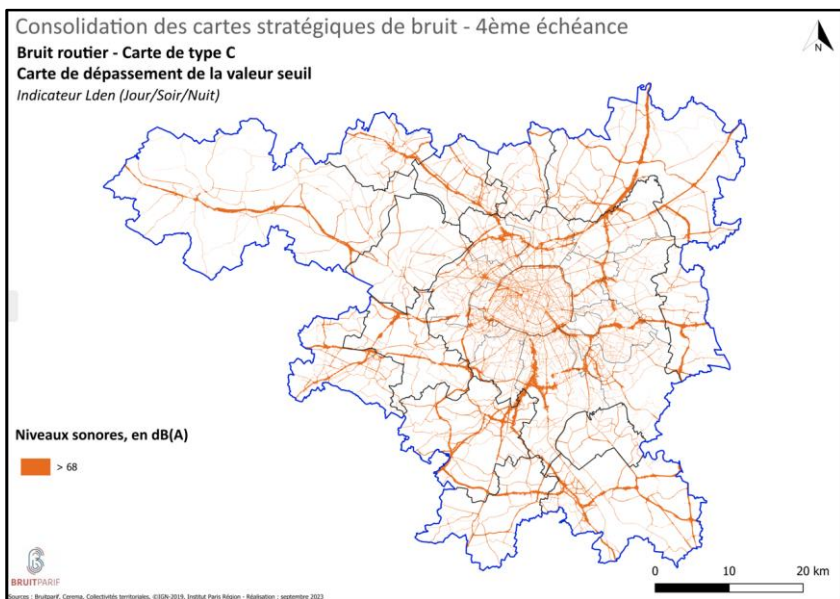 Consolidation des cartes stratégiques de bruit - 4ème échéance
Bruit routier - Carte de type C
Carte de dépassement de la valeur seuil
Indicateur Lden (Jour/Soir/Nuit)
N
Niveaux sonores, en dB(A)
> 68
BRUITPARIF
0 10 20 km
Sources : Bruitparif, Cerema, Collectivités territoriales, ©IGN-2019, Institut Paris Région - Réalisation : septembre 2023